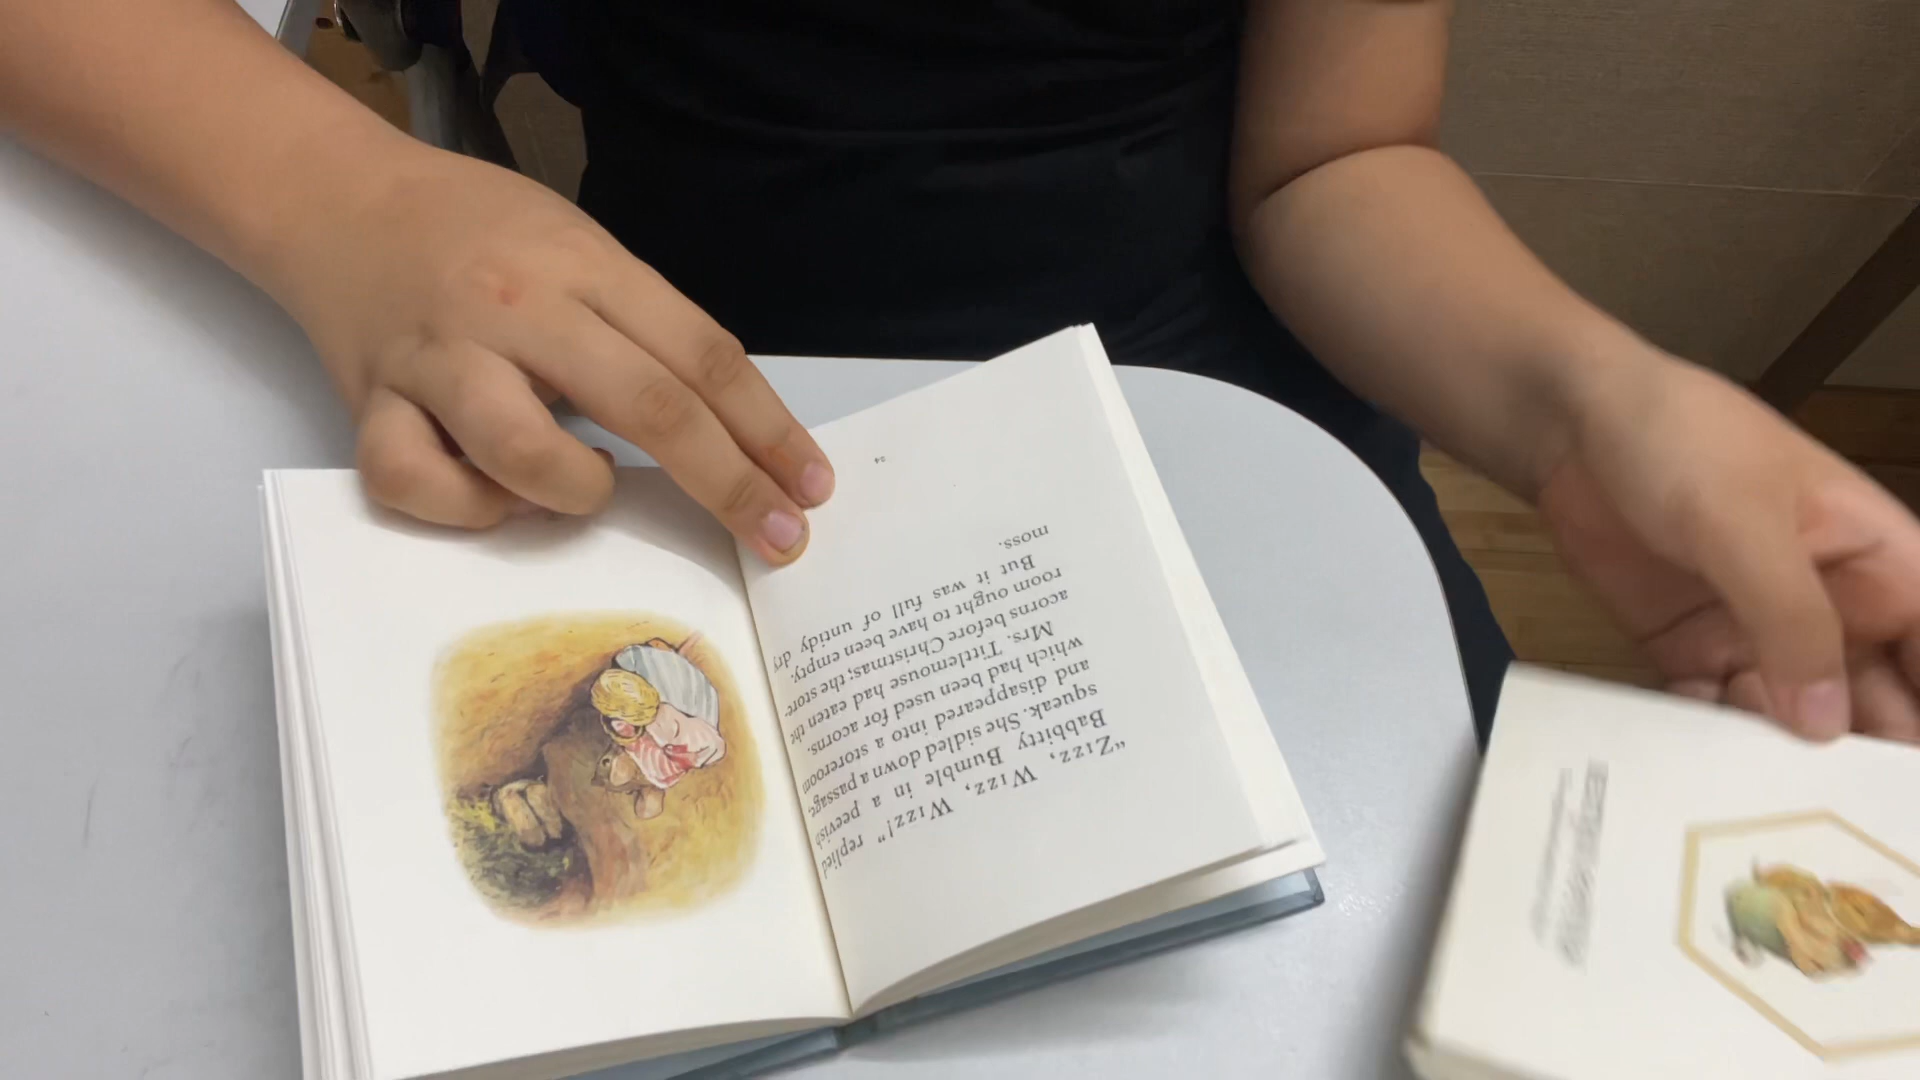 "Zizz, Wizz, Wizz!" replied
Babbitty Bumble in a peevish
squeak. She sidled down a passage,
and disappeared into a storeroom
which had been used for acorns.
Mrs. Tittlemouse had eaten the
acorns before Christmas; the store-
room ought to have been empty.
But it was full of untidy dry
moss.